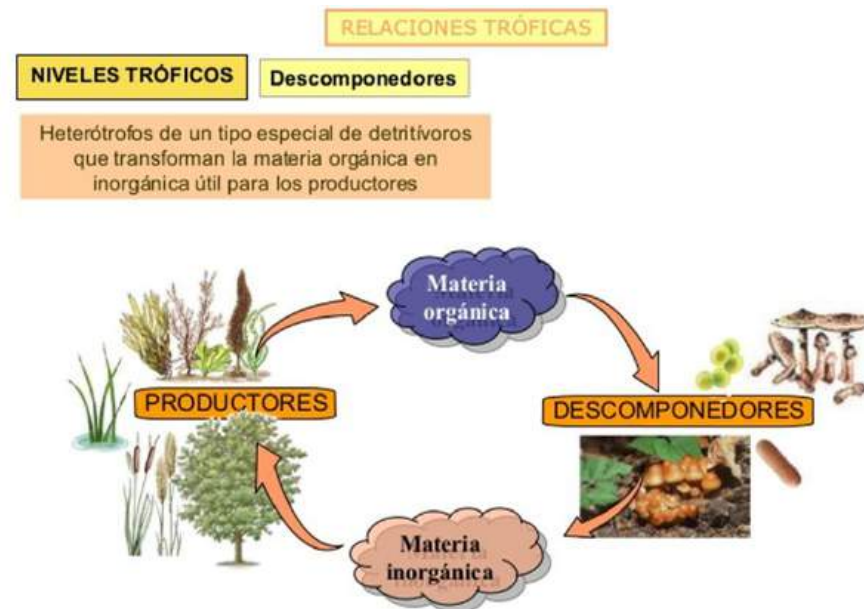 RELACIONES TRÓFICAS
NIVELES TRÓFICOS
Descomponedores
Heterótrofos de un tipo especial de detritívoros
que transforman la materia orgánica en
inorgánica útil para los productores
Materia
orgánica
PRODUCTORES
DESCOMPONEDORES
Materia
inorgánica